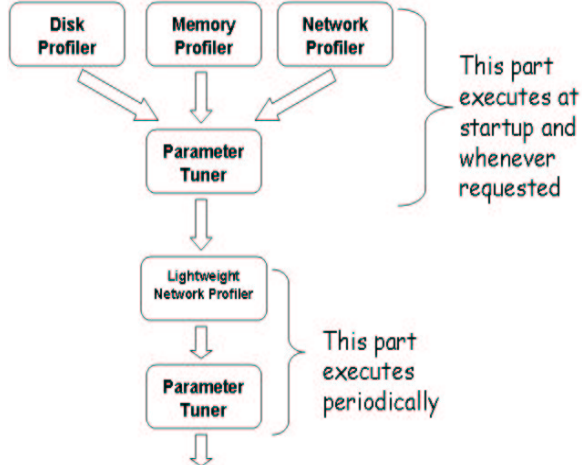 Disk
Profiler
Memory
Profiler
Network
Profiler
This part
executes at
startup and
whenever
requested
Parameter
Tuner
Lightweight
Network Profiler
This part
executes
periodically
Parameter
Tuner